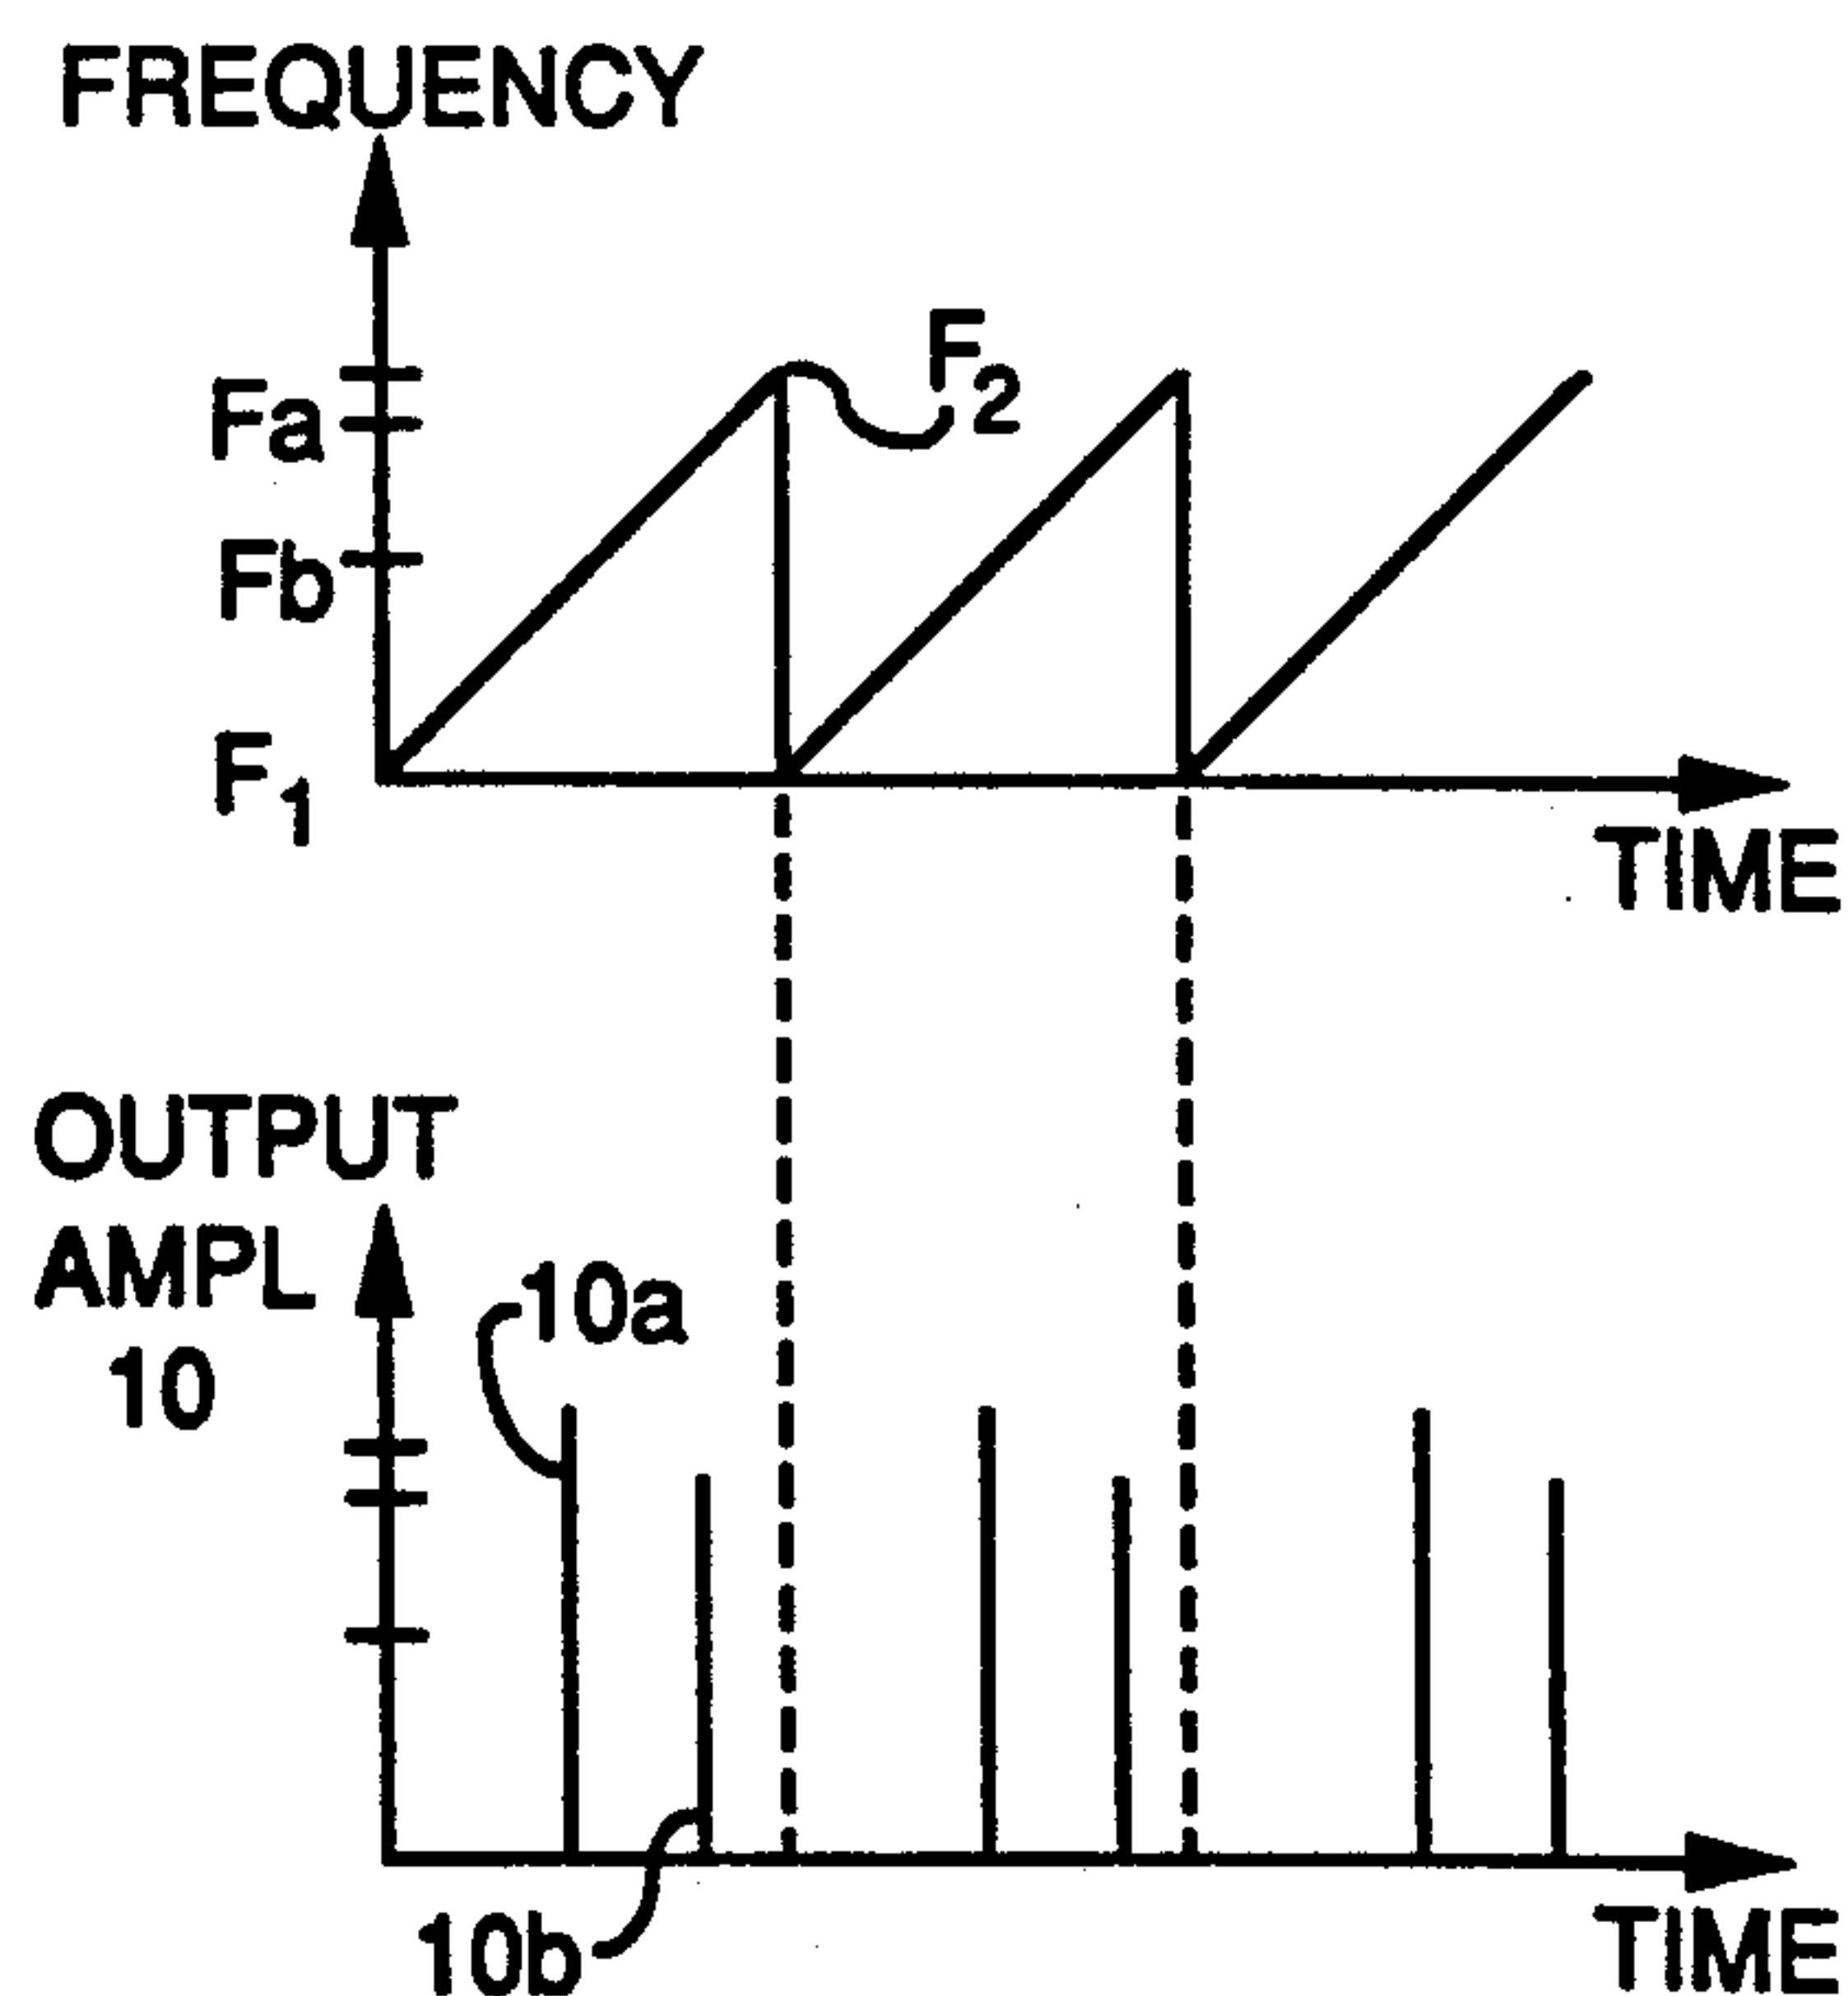 FREQUENCY
F2
Fa
Fb
F1
TIME
OUTPUT
AMPL
10
10a
10b
TIME